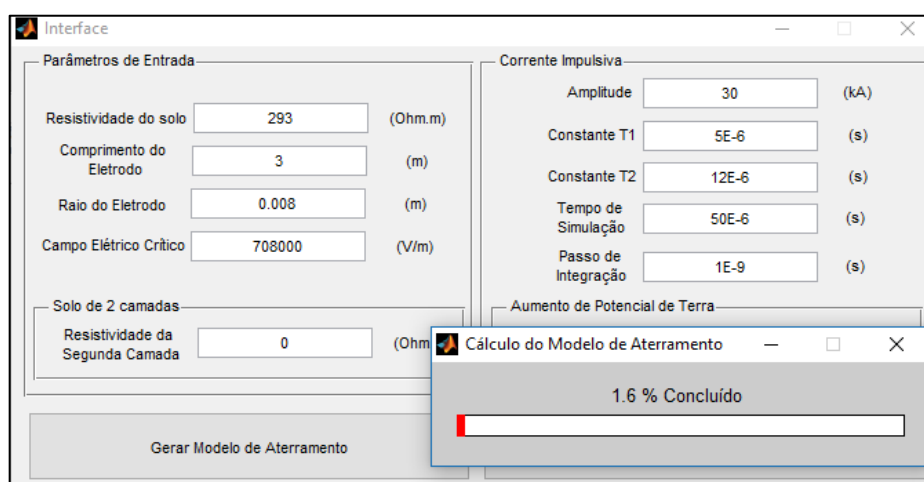 Interface
Parâmetros de Entrada
Resistividade do solo 293 (Ohm.m)
Comprimento do
Eletrodo 3 (m)
Raio do Eletrodo 0.008 (m)
Campo Elétrico Crítico 708000 (V/m)
Solo de 2 camadas
Resistividade da
Segunda Camada 0 (Ohm
Gerar Modelo de Aterramento
Corrente Impulsiva
Amplitude 30 (kA)
Constante T1 5E-6 (s)
Constante T2 12E-6 (s)
Tempo de
Simulação 50E-6 (s)
Passo de
Integração 1E-9 (s)
Aumento de Potencial de Terra
Cálculo do Modelo de Aterramento
1.6 % Concluído